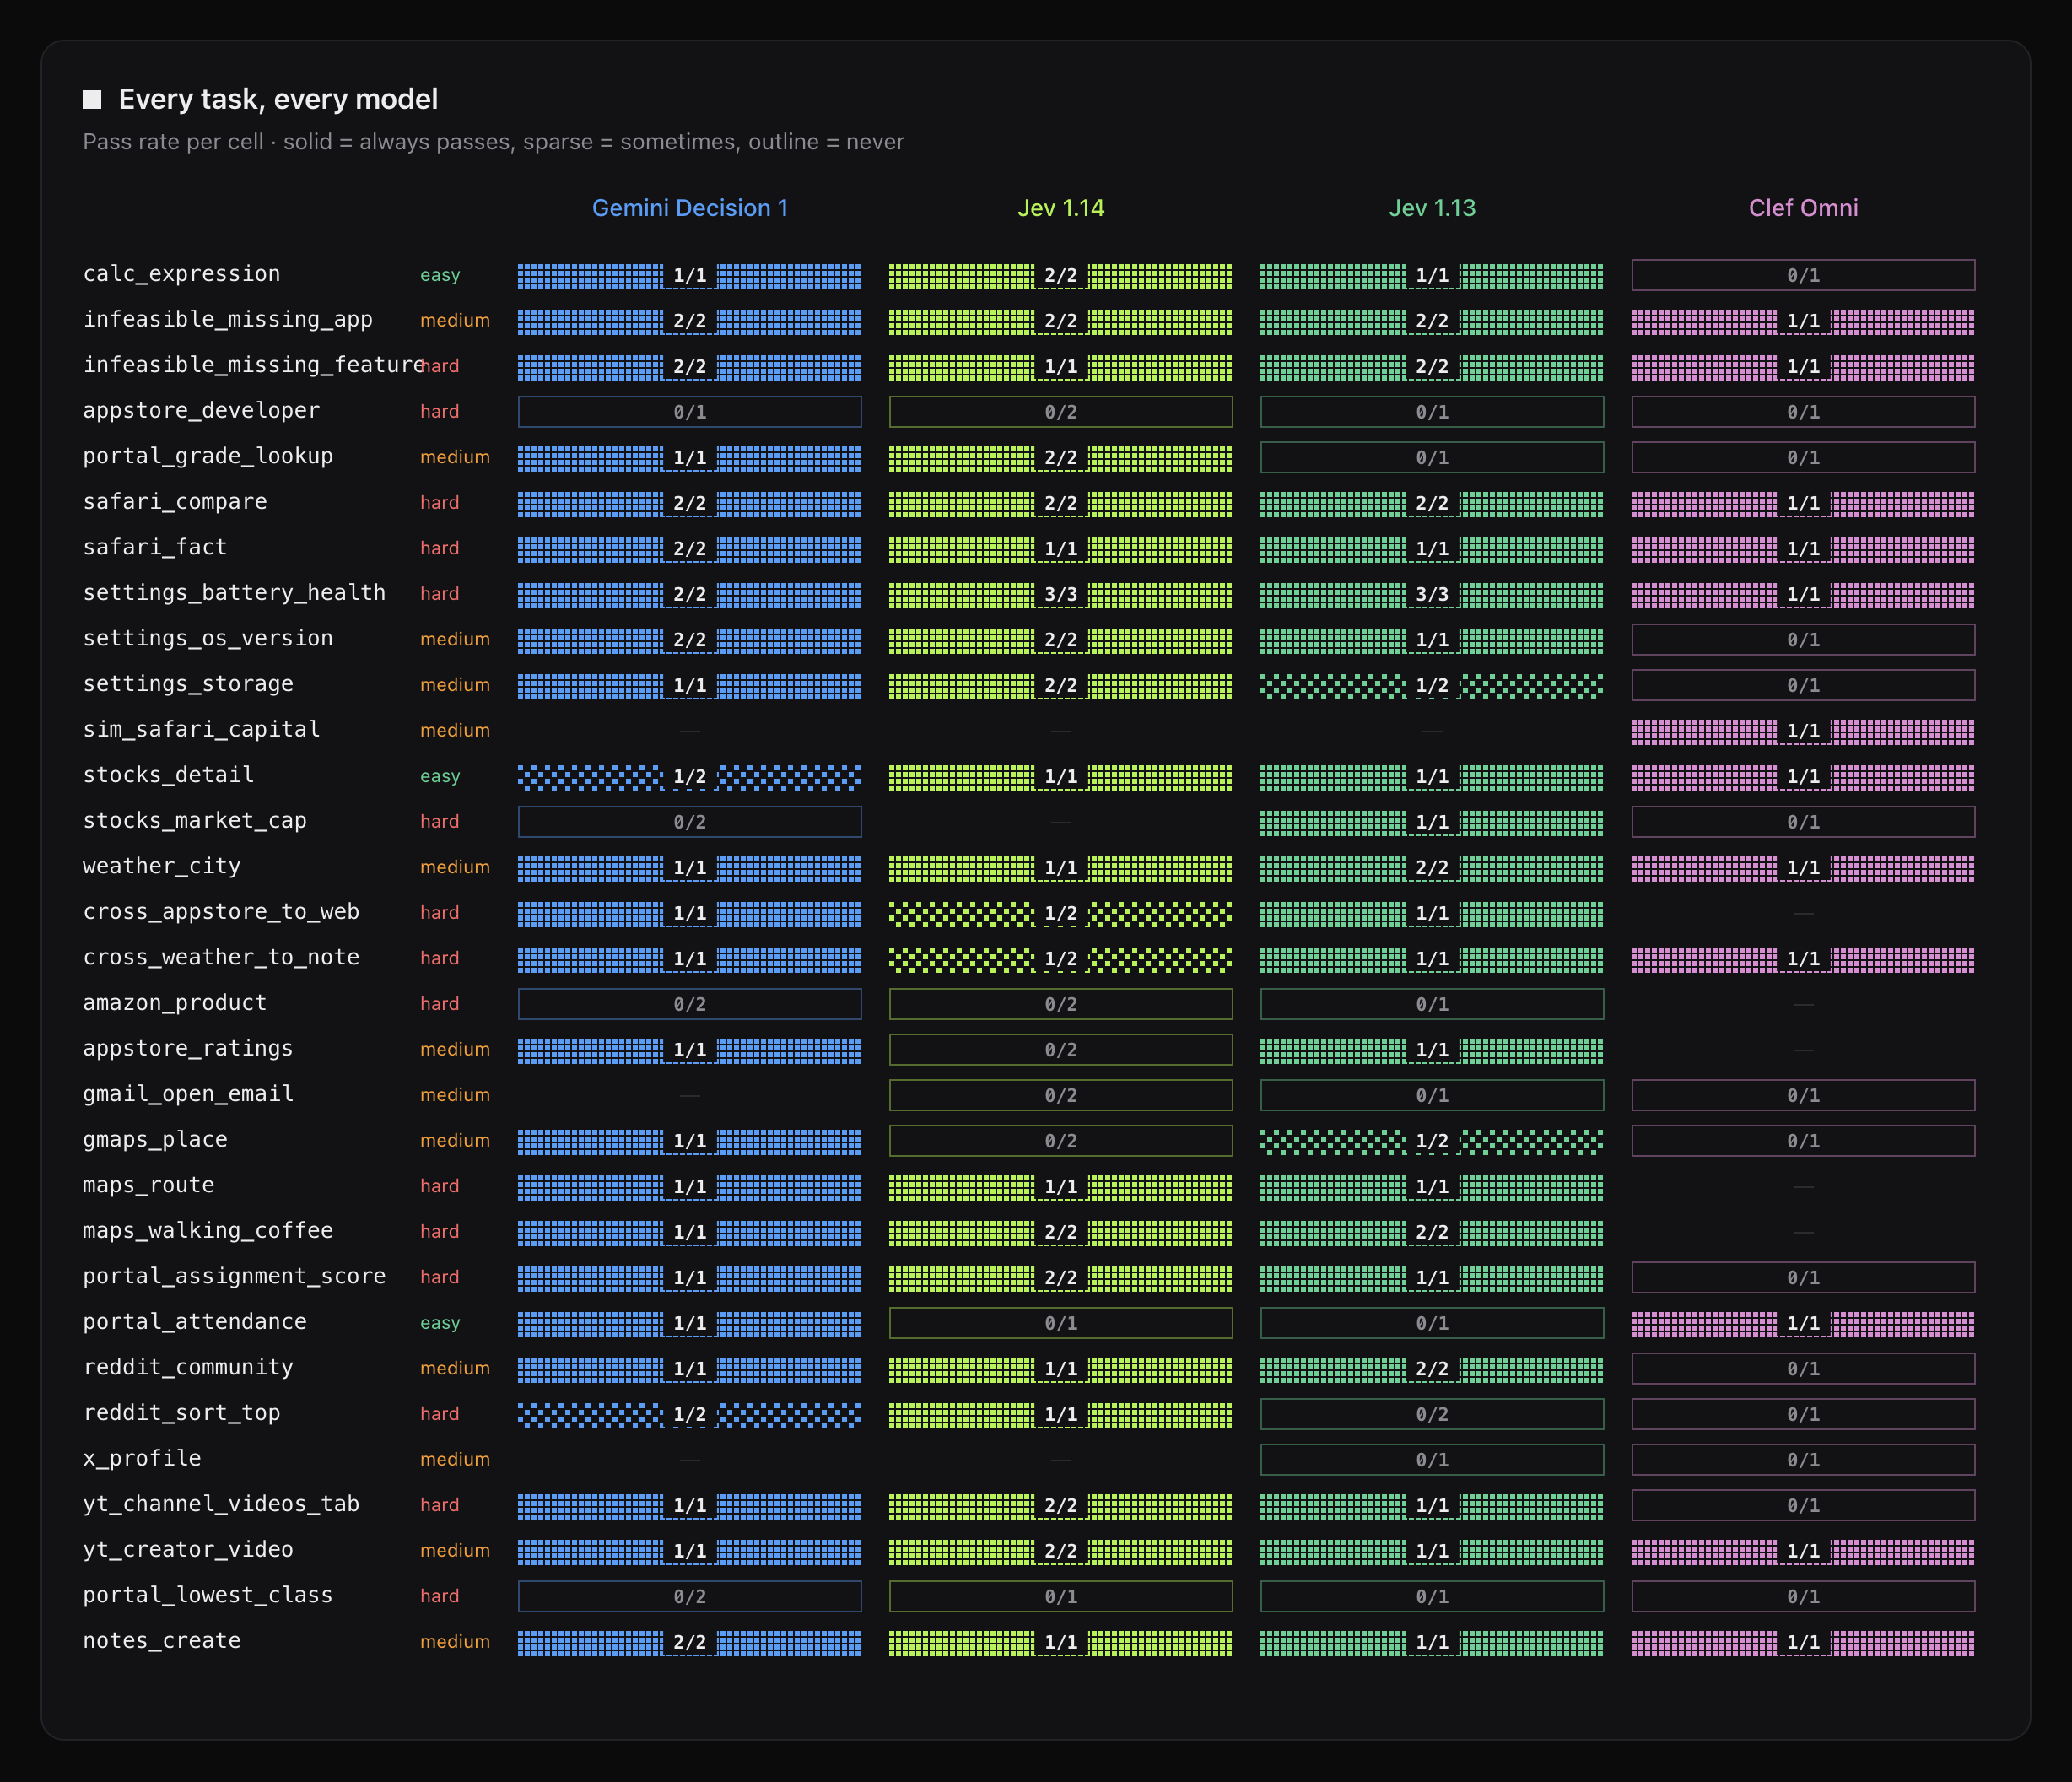 Every task, every model
Pass rate per cell · solid = always passes, sparse = sometimes, outline = never
Gemini Decision 1 Jev 1.14 Jev 1.13 Clef Omni
calc_expression easy 1/1 2/2 1/1 0/1
infeasible_missing_app medium 2/2 2/2 2/2 1/1
infeasible_missing_feature hard 2/2 1/1 2/2 1/1
appstore_developer hard 0/1 0/2 0/1 0/1
portal_grade_lookup medium 1/1 2/2 0/1 0/1
safari_compare hard 2/2 2/2 2/2 1/1
safari_fact hard 2/2 1/1 1/1 1/1
settings_battery_health hard 2/2 3/3 3/3 1/1
settings_os_version medium 2/2 2/2 1/1 0/1
settings_storage medium 1/1 2/2 1/2 0/1
sim_safari_capital medium — — — 1/1
stocks_detail easy 1/2 1/1 1/1 1/1
stocks_market_cap hard 0/2 — 1/1 0/1
weather_city medium 1/1 1/1 2/2 1/1
cross_appstore_to_web hard 1/1 1/2 1/1 —
cross_weather_to_note hard 1/1 1/2 1/1 1/1
amazon_product hard 0/2 0/2 0/1 —
appstore_ratings medium 1/1 0/2 1/1 —
gmail_open_email medium — 0/2 0/1 0/1
gmaps_place medium 1/1 0/2 1/2 0/1
maps_route hard 1/1 1/1 1/1 —
maps_walking_coffee hard 1/1 2/2 2/2 —
portal_assignment_score hard 1/1 2/2 1/1 0/1
portal_attendance easy 1/1 0/1 0/1 1/1
reddit_community medium 1/1 1/1 2/2 0/1
reddit_sort_top hard 1/2 1/1 0/2 0/1
x_profile medium — — 0/1 0/1
yt_channel_videos_tab hard 1/1 2/2 1/1 0/1
yt_creator_video medium 1/1 2/2 1/1 1/1
portal_lowest_class hard 0/2 0/1 0/1 0/1
notes_create medium 2/2 1/1 1/1 1/1